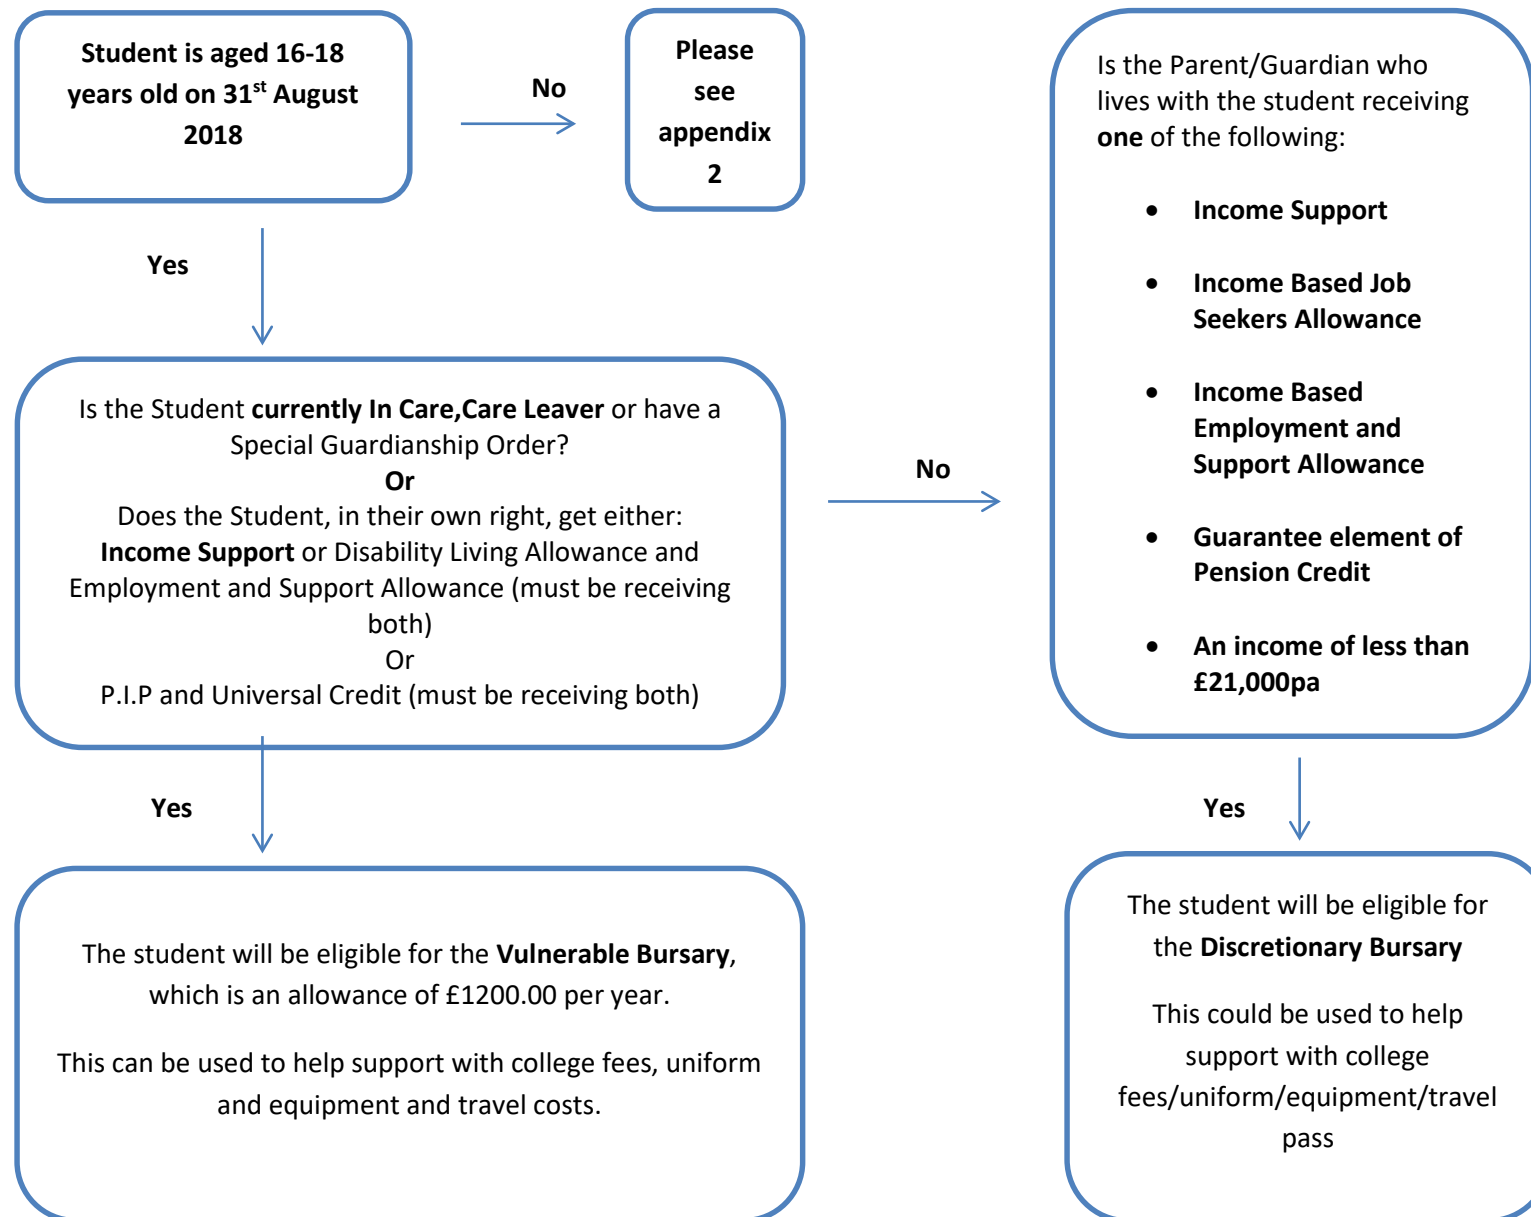 Student is aged 16-18
years old on 31st August
2018
No
Please
see
appendix
2
Yes
Is the Student currently In Care,Care Leaver or have a
Special Guardianship Order?
Or
Does the Student, in their own right, get either:
Income Support or Disability Living Allowance and
Employment and Support Allowance (must be receiving
both)
Or
P.I.P and Universal Credit (must be receiving both)
No
Is the Parent/Guardian who
lives with the student receiving
one of the following:
• Income Support
• Income Based Job
Seekers Allowance
• Income Based
Employment and
Support Allowance
• Guarantee element of
Pension Credit
• An income of less than
£21,000pa
Yes
The student will be eligible for the Vulnerable Bursary,
which is an allowance of £1200.00 per year.
This can be used to help support with college fees, uniform
and equipment and travel costs.
Yes
The student will be eligible for
the Discretionary Bursary
This could be used to help
support with college
fees/uniform/equipment/travel
pass